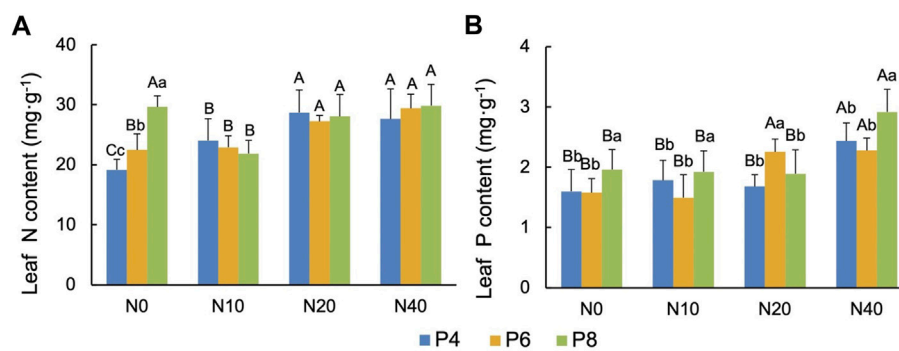 A
Leaf N content (mg·g⁻¹)
40
30
20
10
0
Cc Bb Aa
B B B
A A A
A A A
N0 N10 N20 N40
B
Leaf P content (mg·g⁻¹)
4
3
2
1
0
Bb Bb Ba
Bb Bb Ba
Bb Aa Bb
Ab Ab Aa
N0 N10 N20 N40
P4 P6 P8